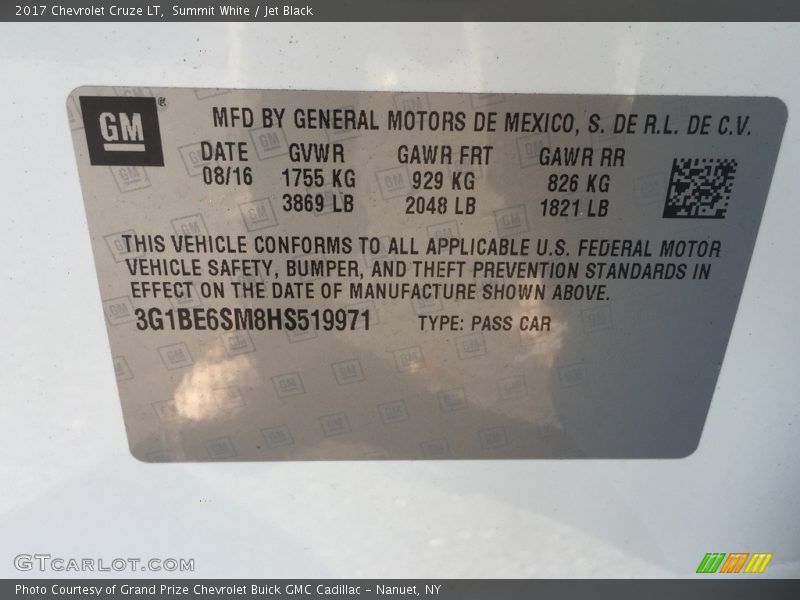 2017 Chevrolet Cruze LT, Summit White / Jet Black
GM
®
MFD BY GENERAL MOTORS DE MEXICO, S. DE R.L. DE C.V.
DATE GVWR GAWR FRT GAWR RR
08/16 1755 KG 929 KG 826 KG
3869 LB 2048 LB 1821 LB
THIS VEHICLE CONFORMS TO ALL APPLICABLE U.S. FEDERAL MOTOR
VEHICLE SAFETY, BUMPER, AND THEFT PREVENTION STANDARDS IN
EFFECT ON THE DATE OF MANUFACTURE SHOWN ABOVE.
3G1BE6SM8HS519971 TYPE: PASS CAR
GTCARLOT.COM
Photo Courtesy of Grand Prize Chevrolet Buick GMC Cadillac – Nanuet, NY